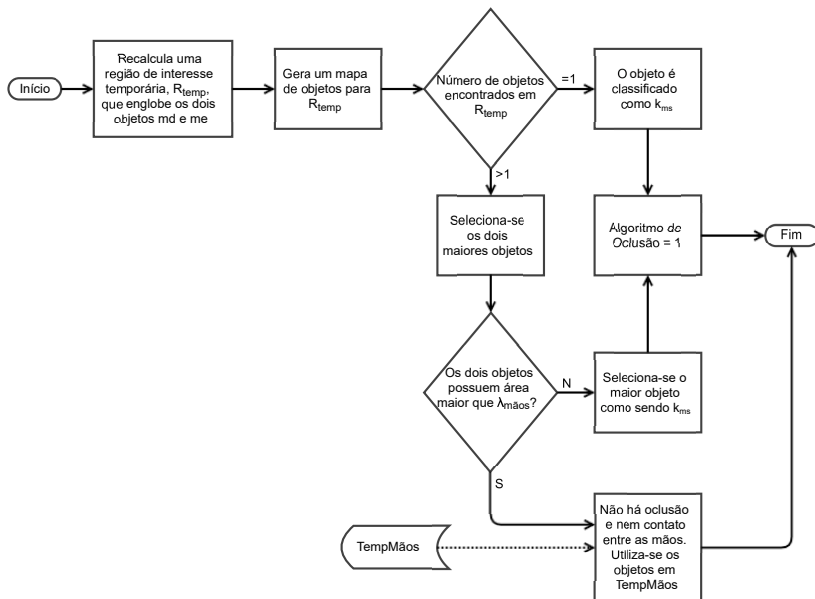 Início
Recalcula uma
região de interesse
temporária, Rtemp,
que englobe os dois
objetos md e me
Gera um mapa
de objetos para
Rtemp
Número de objetos
encontrados em
Rtemp
=1
O objeto é
classificado
como kms
>1
Seleciona-se
os dois
maiores objetos
Algoritmo de
Oclusão = 1
Fim
Os dois objetos
possuem área
maior que λmãos?
N
Seleciona-se o
maior objeto
como sendo kms
S
TempMãos
Não há oclusão
e nem contato
entre as mãos.
Utiliza-se os
objetos em
TempMãos